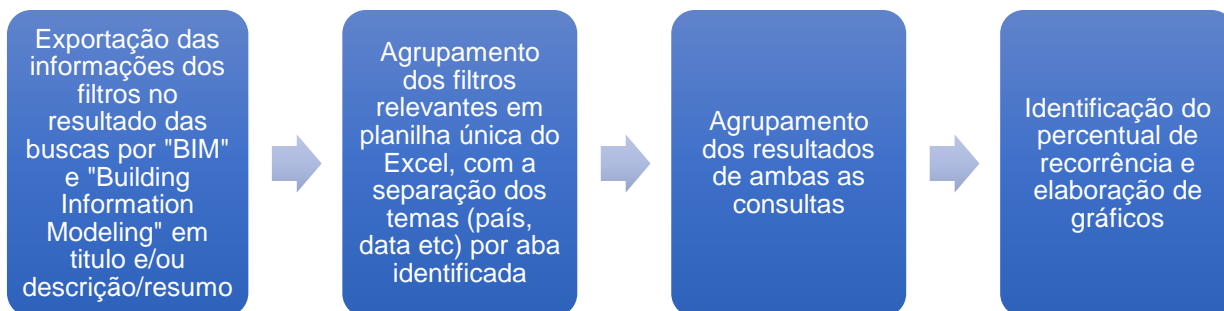 Exportação das
informações dos
filtros no
resultado das
buscas por "BIM"
e "Building
Information
Modeling" em
titulo e/ou
descrição/resumo
Agrupamento
dos filtros
relevantes em
planilha única do
Excel, com a
separação dos
temas (país,
data etc) por aba
identificada
Agrupamento
dos resultados
de ambas as
consultas
Identificação do
percentual de
recorrência e
elaboração de
gráficos